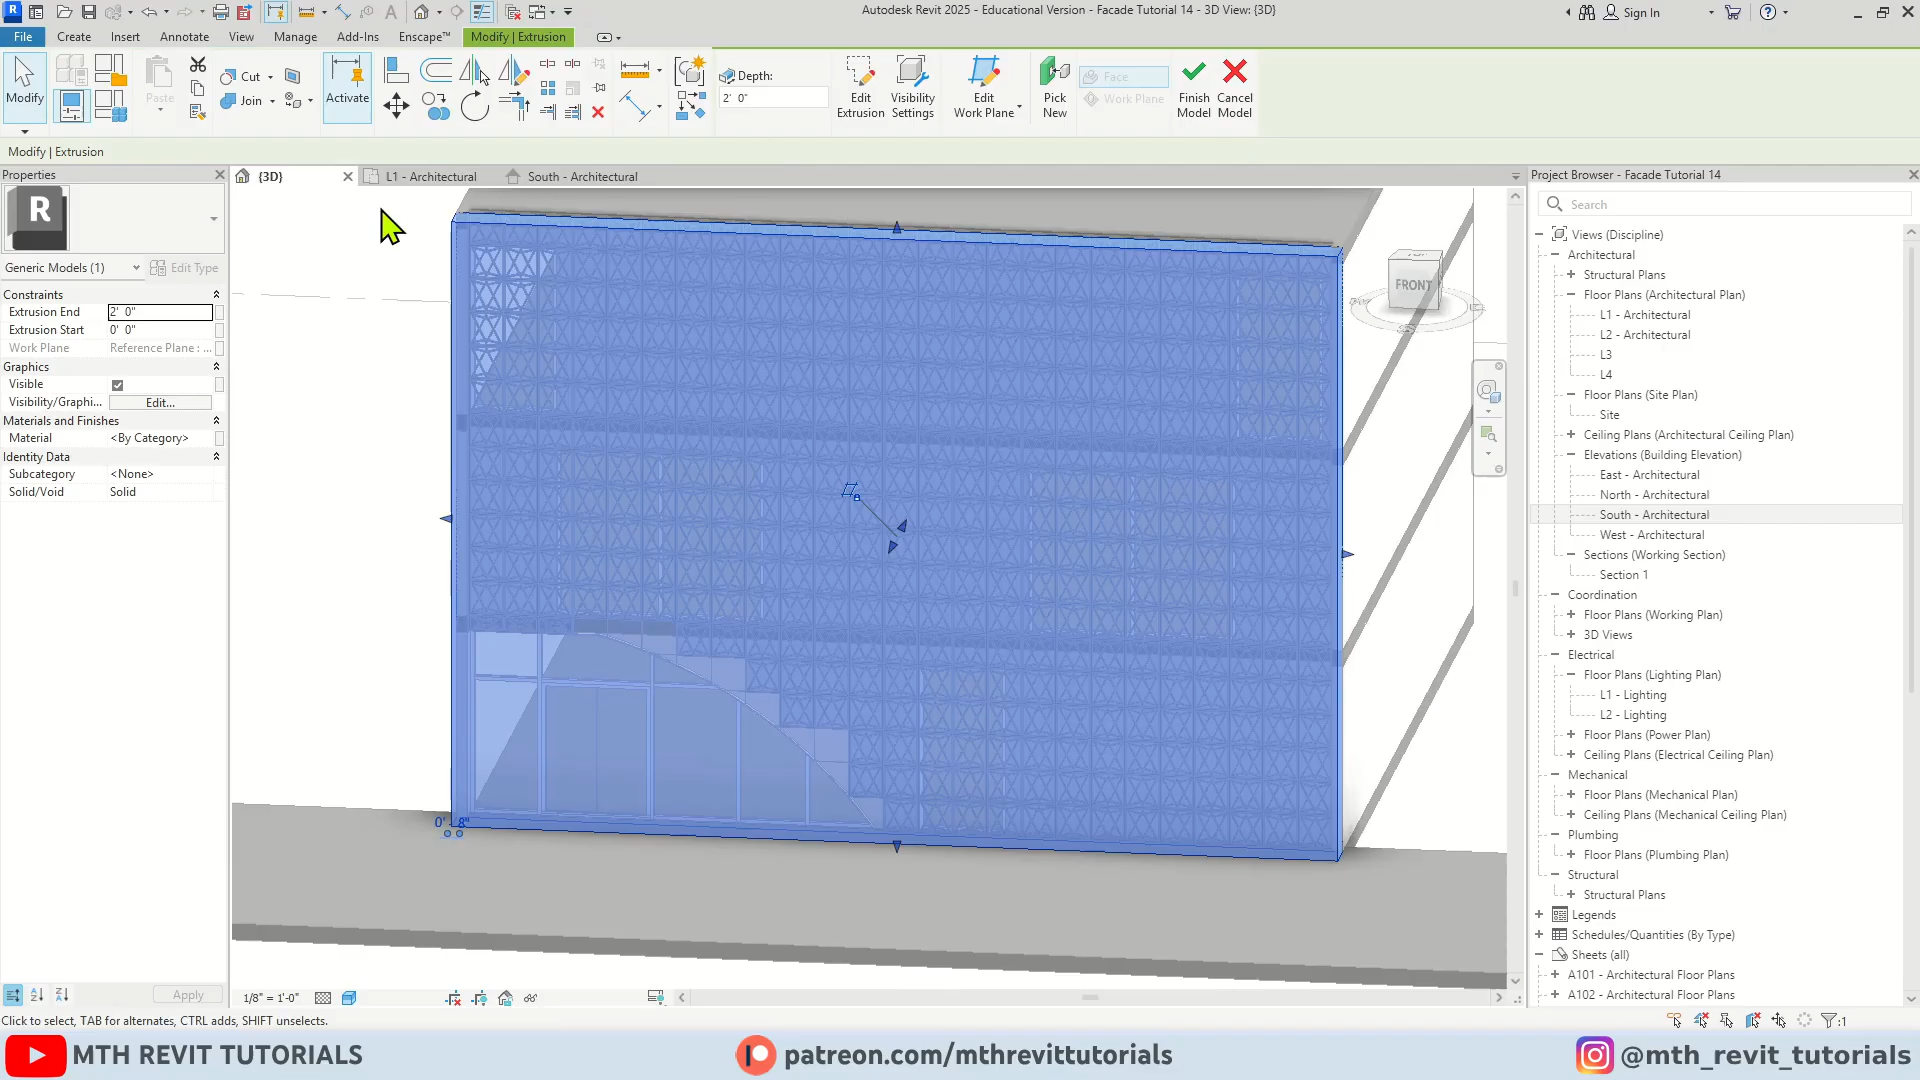 Autodesk Revit 2025 - Educational Version - Facade Tutorial 14 - 3D View: {3D}
Sign In
File Create Insert Annotate View Manage Add-Ins Enscape™ Modify | Extrusion
Modify
Paste
Cut
Join
Activate
Depth:
2' 0"
Edit Extrusion
Visibility Settings
Edit Work Plane
Pick New
Face
Work Plane
Finish Model
Cancel Model
Modify | Extrusion
Properties
{3D}
L1 - Architectural
South - Architectural
Project Browser - Facade Tutorial 14
R
Generic Models (1)
Edit Type
Constraints
Extrusion End 2' 0"
Extrusion Start 0' 0"
Work Plane Reference Plane : ...
Graphics
Visible
Visibility/Graphi... Edit...
Materials and Finishes
Material <By Category>
Identity Data
Subcategory <None>
Solid/Void Solid
Apply
FRONT
Search
Views (Discipline)
Architectural
Structural Plans
Floor Plans (Architectural Plan)
L1 - Architectural
L2 - Architectural
L3
L4
Floor Plans (Site Plan)
Site
Ceiling Plans (Architectural Ceiling Plan)
Elevations (Building Elevation)
East - Architectural
North - Architectural
South - Architectural
West - Architectural
Sections (Working Section)
Section 1
Coordination
Floor Plans (Working Plan)
3D Views
Electrical
Floor Plans (Lighting Plan)
L1 - Lighting
L2 - Lighting
Floor Plans (Power Plan)
Ceiling Plans (Electrical Ceiling Plan)
Mechanical
Floor Plans (Mechanical Plan)
Ceiling Plans (Mechanical Ceiling Plan)
Plumbing
Floor Plans (Plumbing Plan)
Structural
Structural Plans
Legends
Schedules/Quantities (By Type)
Sheets (all)
A101 - Architectural Floor Plans
A102 - Architectural Floor Plans
1/8" = 1'-0"
Click to select, TAB for alternates, CTRL adds, SHIFT unselects.
:1
MTH REVIT TUTORIALS
patreon.com/mthrevittutorials
@mth_revit_tutorials